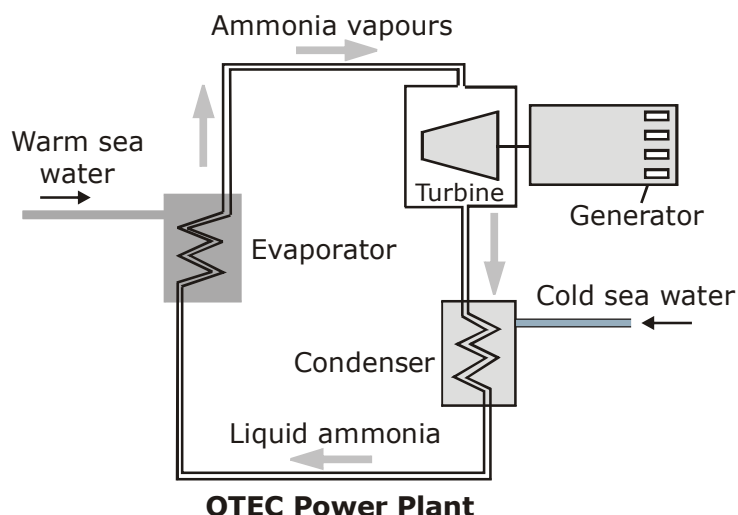 Ammonia vapours
Warm sea
water
Turbine
Generator
Evaporator
Cold sea water
Condenser
Liquid ammonia
OTEC Power Plant